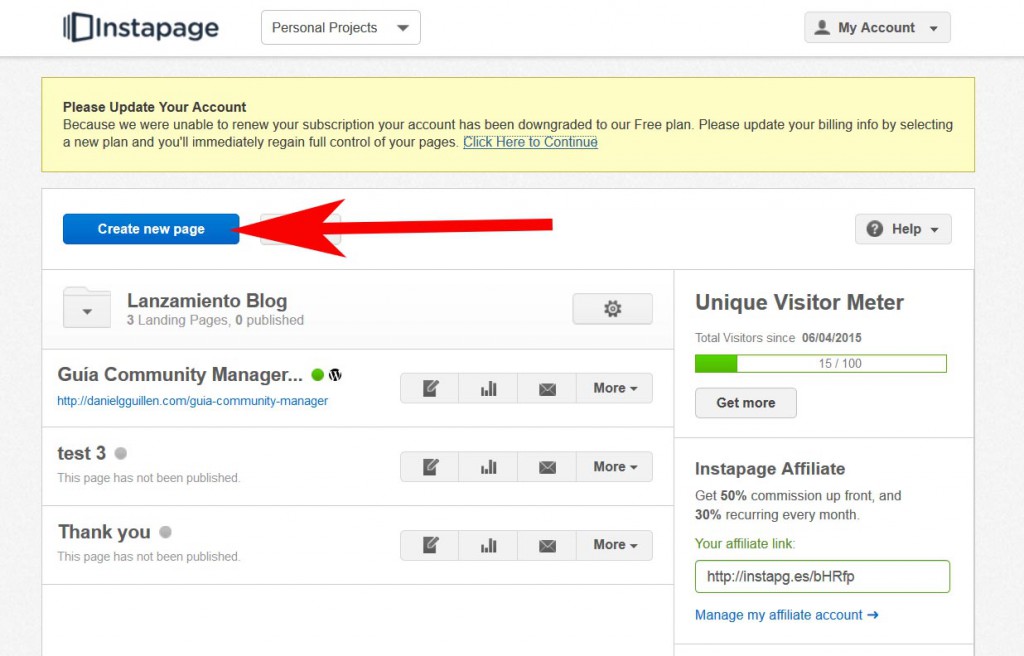 Instapage
Personal Projects
My Account
Please Update Your Account
Because we were unable to renew your subscription your account has been downgraded to our Free plan. Please update your billing info by selecting
a new plan and you'll immediately regain full control of your pages. Click Here to Continue
Create new page
Help
Lanzamiento Blog
3 Landing Pages, 0 published
Guía Community Manager...
http://danielgguillen.com/guia-community-manager
More
test 3
This page has not been published.
More
Thank you
This page has not been published.
More
Unique Visitor Meter
Total Visitors since 06/04/2015
15 / 100
Get more
Instapage Affiliate
Get 50% commission up front, and
30% recurring every month.
Your affiliate link:
http://instapg.es/bHRfp
Manage my affiliate account →